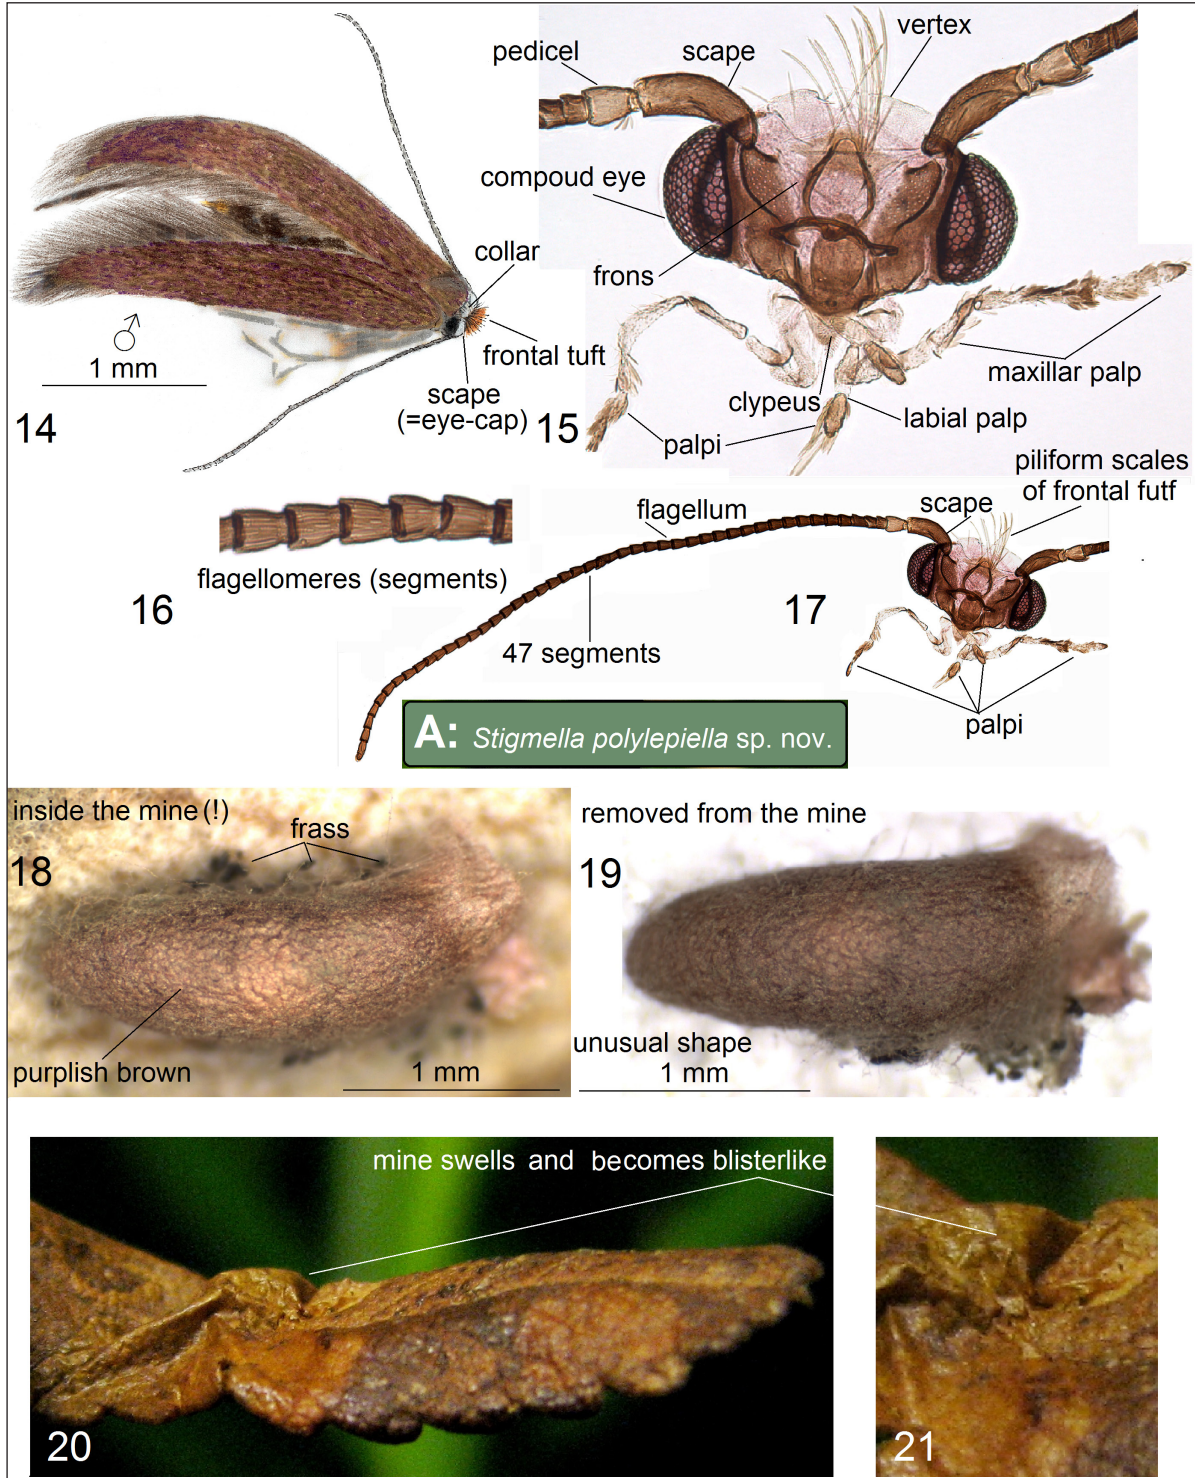 pedicel
scape
vertex
compoud eye
collar
frons
frontal tuft
1 mm
scape
(=eye-cap)
14
maxillar palp
clypeus
labial palp
palpi
15
piliform scales
of frontal futf
flagellum
scape
flagellomeres (segments)
16
17
47 segments
palpi
A: Stigmella polylepiella sp. nov.
inside the mine (!)
frass
18
purplish brown
1 mm
removed from the mine
19
unusual shape
1 mm
mine swells and becomes blisterlike
20
21